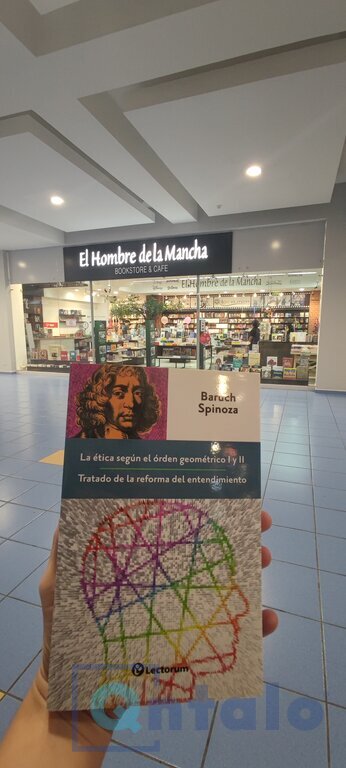 El Hombre de la Mancha
BOOKSTORE & CAFE
El Hombre de la Mancha
Baruch
Spinoza
La ética según el órden geométrico I y II
Tratado de la reforma del entendimiento
Lectorum
Qhtalo